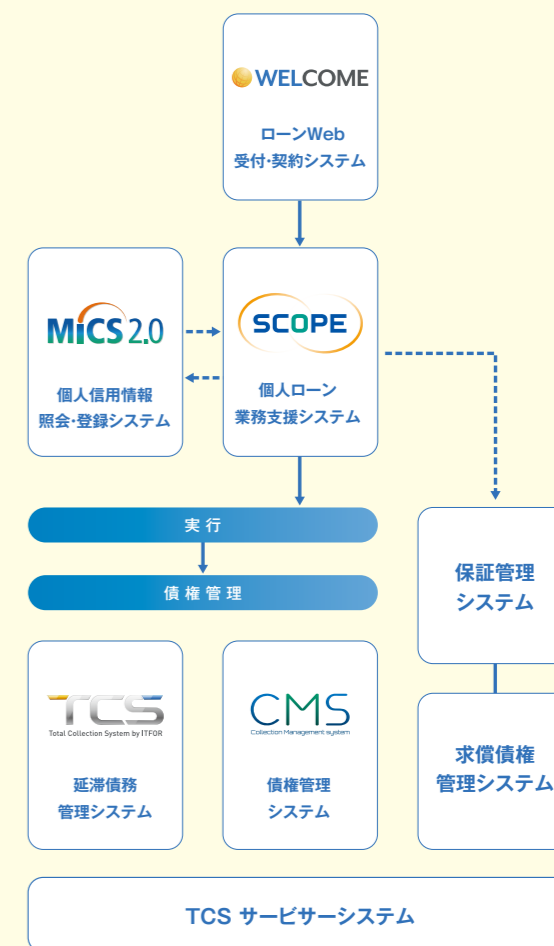 WELCOME
ローンWeb
受付・契約システム
MiCS 2.0
個人信用情報
照会・登録システム
SCOPE
個人ローン
業務支援システム
実行
債権管理
保証管理
システム
TCS
Total Collection System by ITFOR
延滞債務
管理システム
CMS
Collection Management system
債権管理
システム
求償債権
管理システム
TCS サービサーシステム